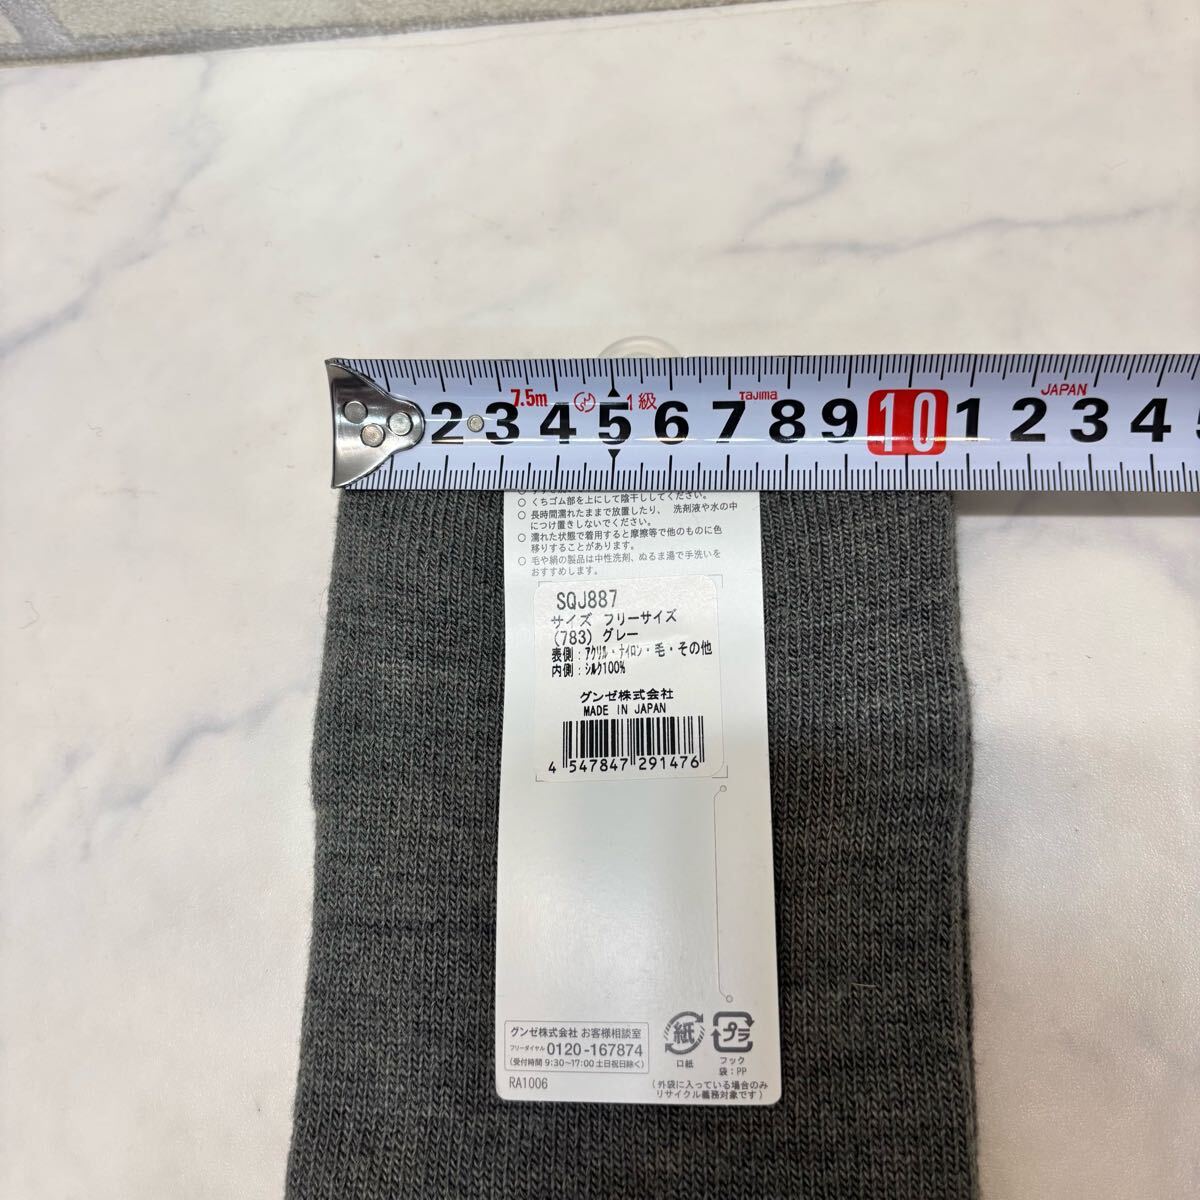 7.5m 1級 Tajima JAPAN
2 3 4 5 6 7 8 9 10 1 2 3 4
くちゴム部を上にして陰干ししてください。
○ 長時間濡れたままで放置したり、 洗剤液や水の中
につけ置きしないでください。
○ 濡れた状態で着用すると摩擦等で他のものに色
移りすることがあります。
○ 毛や絹の製品は中性洗剤、ぬるま湯で手洗いを
おすすめします。
SQJ887
サイズ フリーサイズ
(783) グレー
表側：アクリル・ナイロン・毛・その他
内側：シルク100%
グンゼ株式会社
MADE IN JAPAN
4 547847 291476
グンゼ株式会社 お客様相談室
フリーダイヤル 0120-167874
(受付時間 9:30~17:00 土日祝日除く)
RA1006
紙
口紙
プラ
フック
袋：PP
(外袋に入っている場合のみ
リサイクル義務対象です)